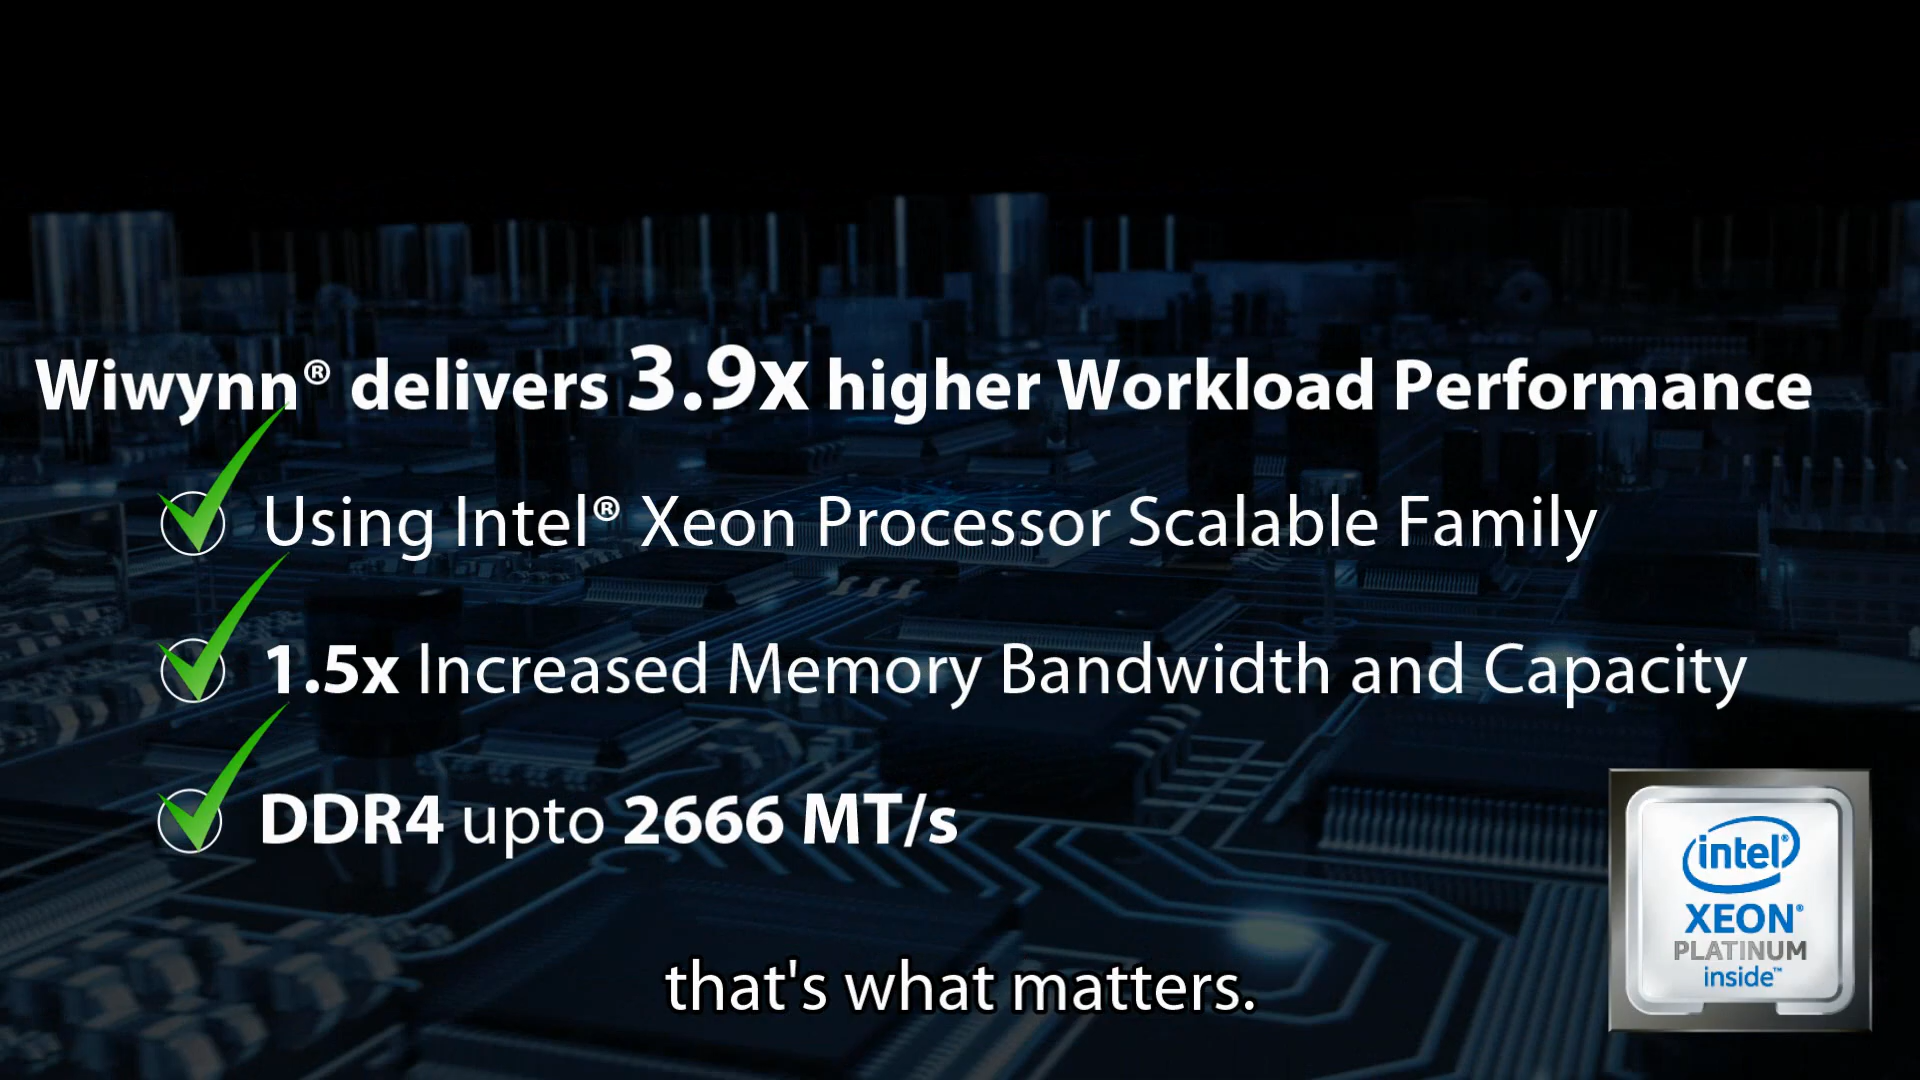 Wiwynn® delivers 3.9x higher Workload Performance
Using Intel® Xeon Processor Scalable Family
1.5x Increased Memory Bandwidth and Capacity
DDR4 upto 2666 MT/s
intel®
XEON®
PLATINUM
inside™
that's what matters.